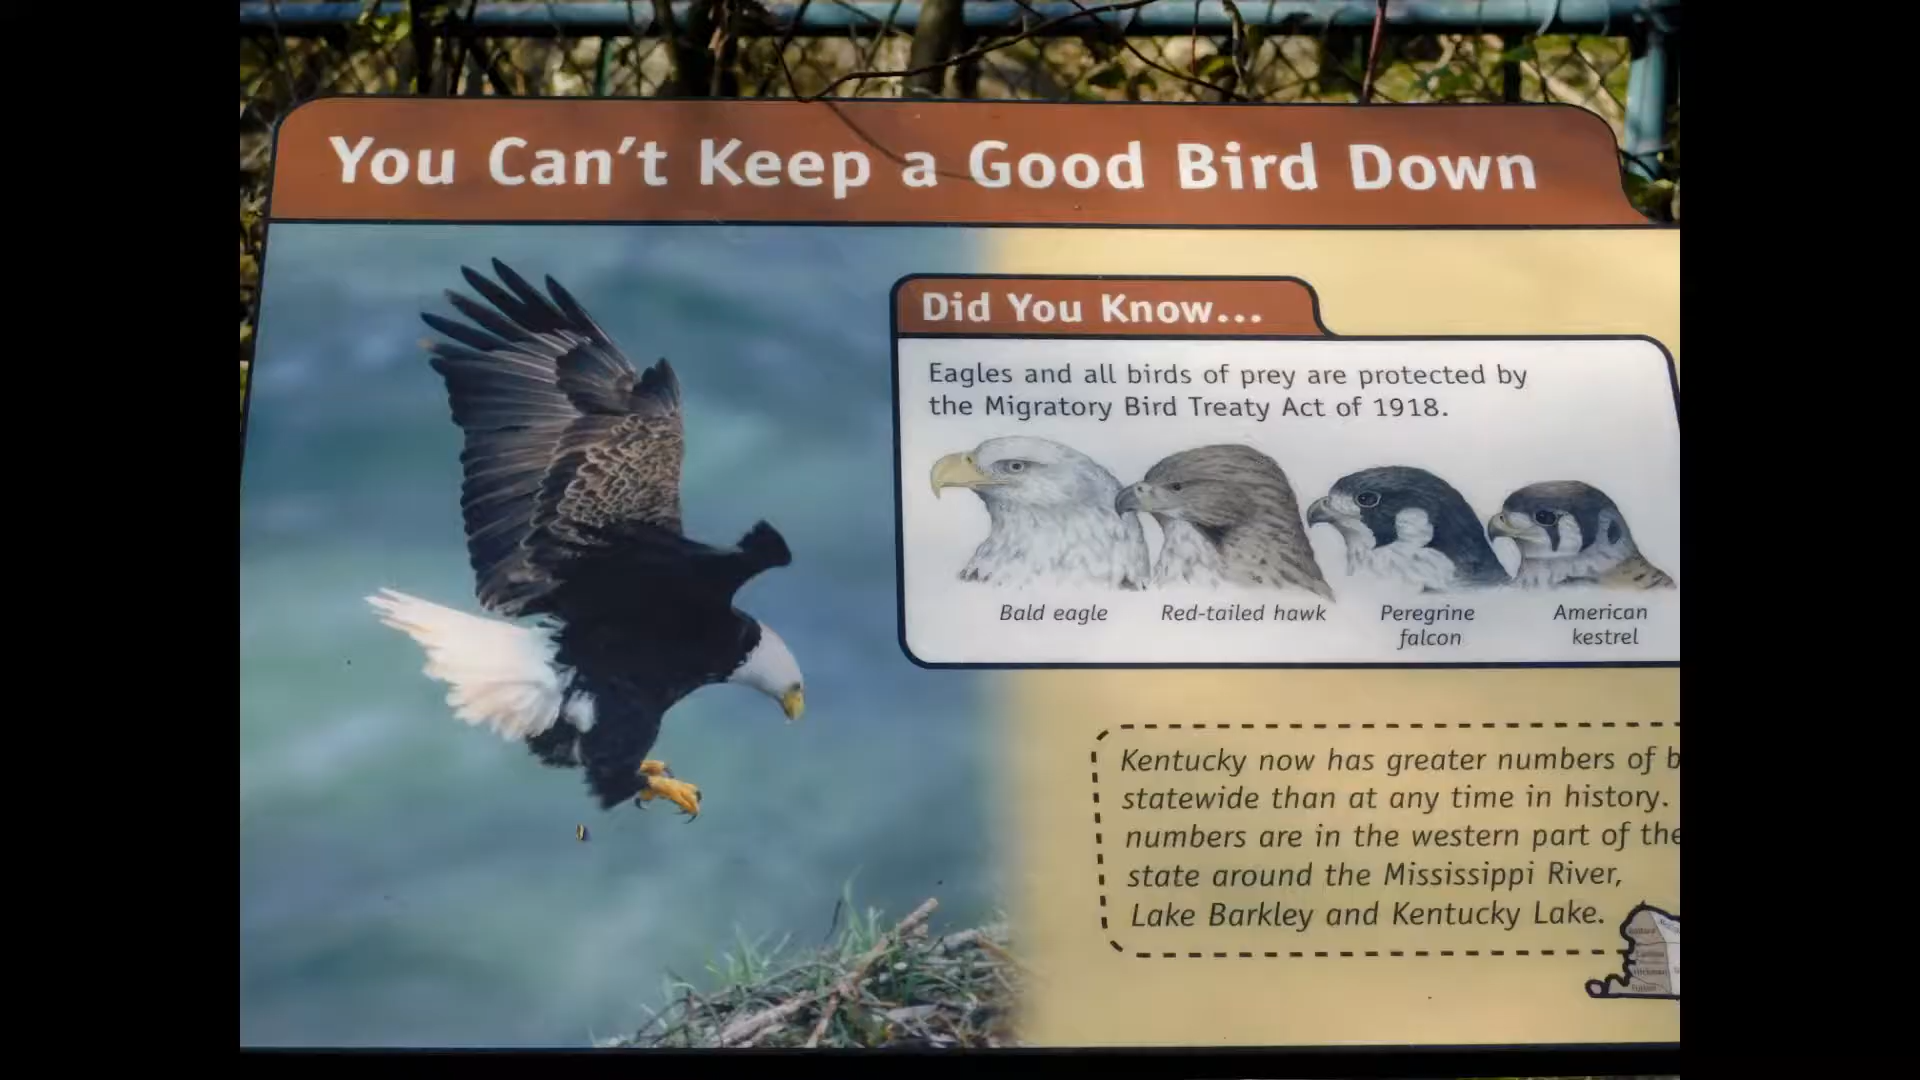 You Can't Keep a Good Bird Down
Did You Know...
Eagles and all birds of prey are protected by
the Migratory Bird Treaty Act of 1918.
Bald eagle
Red-tailed hawk
Peregrine
falcon
American
kestrel
Kentucky now has greater numbers of
statewide than at any time in history.
numbers are in the western part of the
state around the Mississippi River,
Lake Barkley and Kentucky Lake.
Hickman